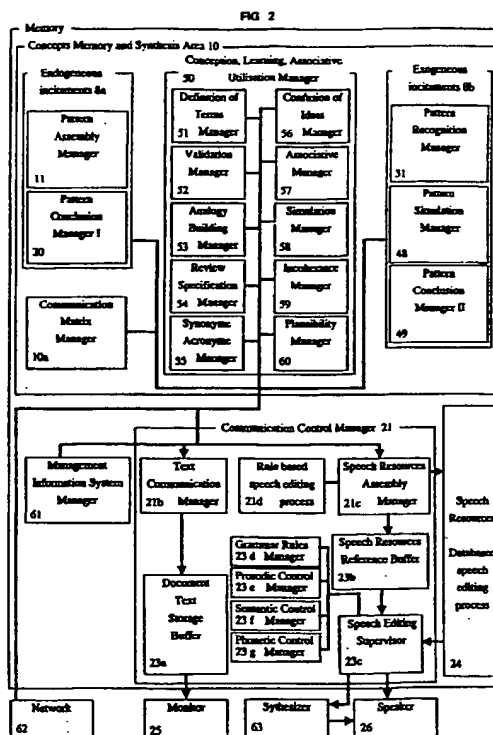 FIG 2
Memory
Concepts Memory and Synthesis Area 10
Endogeneous
incitaments 8a
Pattern
Assembly
Manager
11
Pattern
Conclusion
Manager I
20
Communication
Matrix
Manager
10a
Conception, Learning, Associative
50 Utilisation Manager
Definition of
Terms
51 Manager
Validation
Manager
52
Analogy
Building
53 Manager
Review
Specification
54 Manager
Synonyme
Acronyme
55 Manager
Confusion of
Ideas
56 Manager
Associative
Manager
57
Simulation
Manager
58
Incoherance
Manager
59
Plausibility
Manager
60
Exogeneous
incitaments 8b
Pattern
Recognition
Manager
31
Pattern
Simulation
Manager
48
Pattern
Conclusion
Manager II
49
Communication Control Manager 21
Management
Information System
Manager
61
Text
Communication
21b Manager
Rule based
speech editing
21d process
Speech Resources
Assembly
21c Manager
Speech
Resources
Databased
speech
editing
process
24
Grammar Rules
23 d Manager
Prosodic Control
23 e Manager
Semantic Control
23 f Manager
Phonetic Control
23 g Manager
Speech Resources
Reference Buffer
23b
Document
Text
Storage
Buffer
23a
Speech Editing
Supervisor
23c
Network
62
Monitor
25
Sythesizer
63
Speaker
26